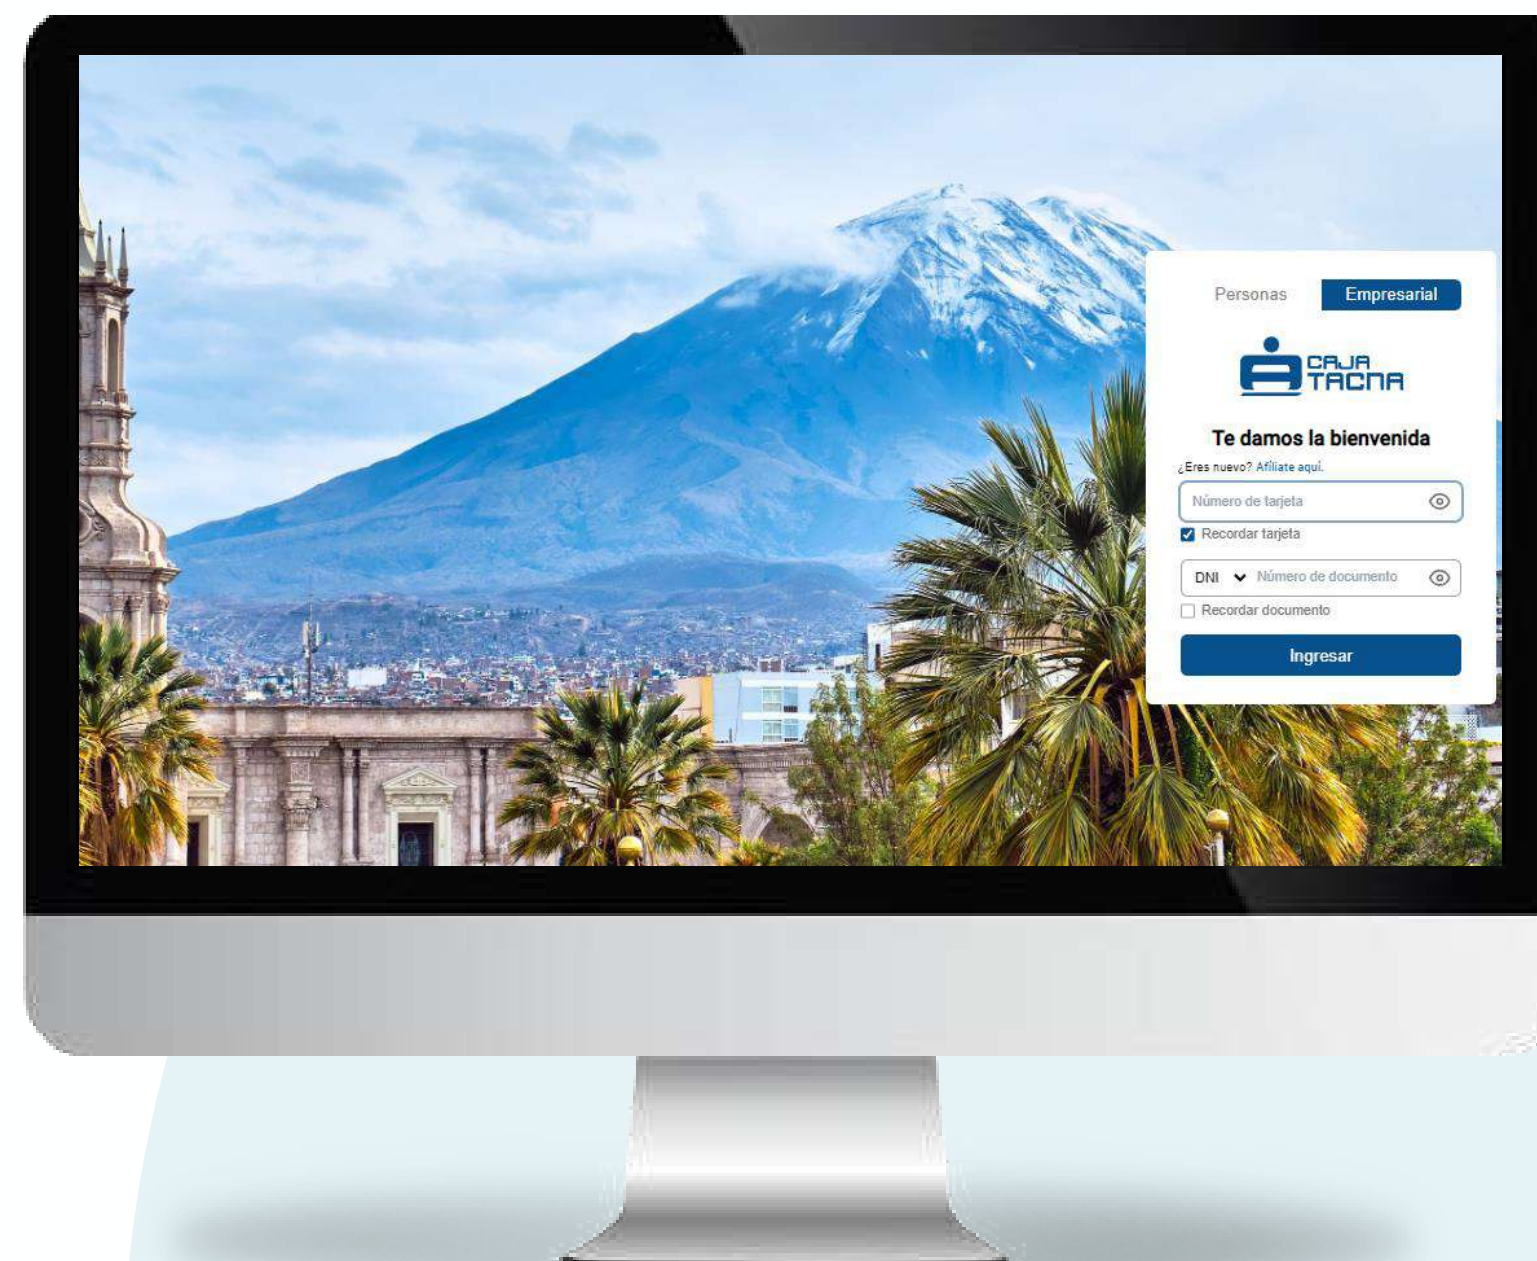 Personas
Empresarial
CAJA
TACNA
Te damos la bienvenida
¿Eres nuevo? Afíliate aquí.
Número de tarjeta
Recordar tarjeta
DNI Número de documento
Recordar documento
Ingresar